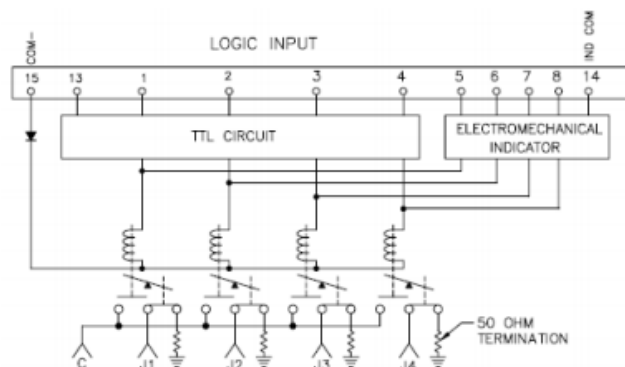 COM-
LOGIC INPUT
IND COM
15 13 1 2 3 4 5 6 7 8 14
TTL CIRCUIT
ELECTROMECHANICAL
INDICATOR
50 OHM
TERMINATION
C J1 J2 J3 J4